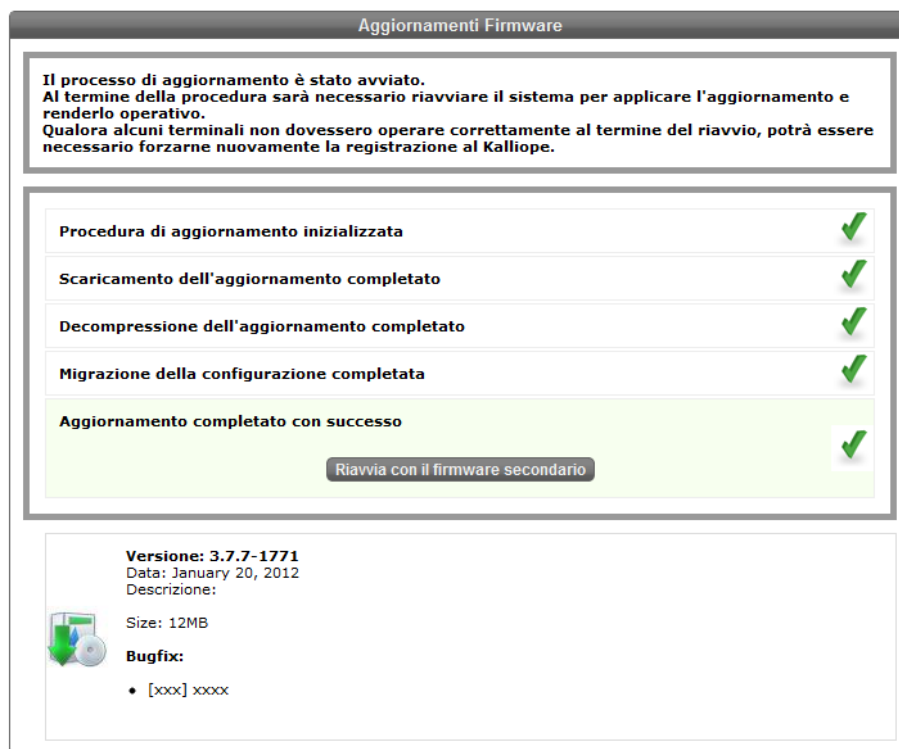 Aggiornamenti Firmware
Il processo di aggiornamento è stato avviato.
Al termine della procedura sarà necessario riavviare il sistema per applicare l'aggiornamento e
renderlo operativo.
Qualora alcuni terminali non dovessero operare correttamente al termine del riavvio, potrà essere
necessario forzarne nuovamente la registrazione al Kalliope.
Procedura di aggiornamento inizializzata
Scaricamento dell'aggiornamento completato
Decompressione dell'aggiornamento completato
Migrazione della configurazione completata
Aggiornamento completato con successo
Riavvia con il firmware secondario
Versione: 3.7.7-1771
Data: January 20, 2012
Descrizione:
Size: 12MB
Bugfix:
• [xxx] xxxx